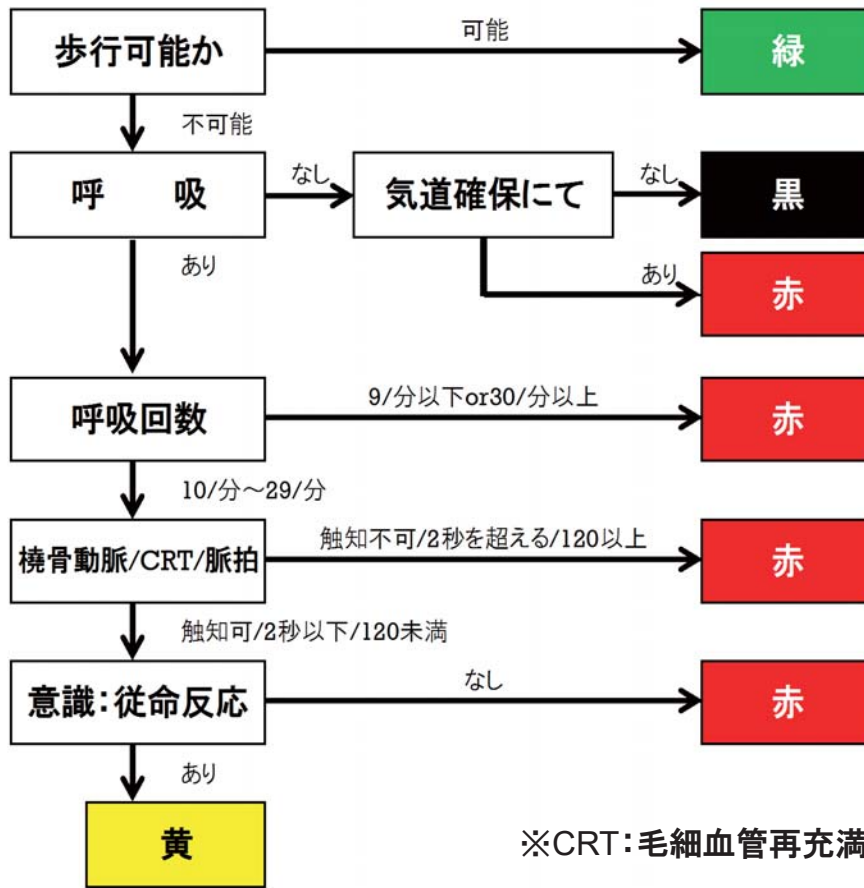 歩行可能か
可能
緑
不可能
呼 吸
なし
気道確保にて
なし
黒
あり
あり
赤
呼吸回数
9/分以下or30/分以上
赤
10/分～29/分
橈骨動脈/CRT/脈拍
触知不可/2秒を超える/120以上
赤
触知可/2秒以下/120未満
意識:従命反応
なし
赤
あり
黄
※CRT:毛細血管再充満